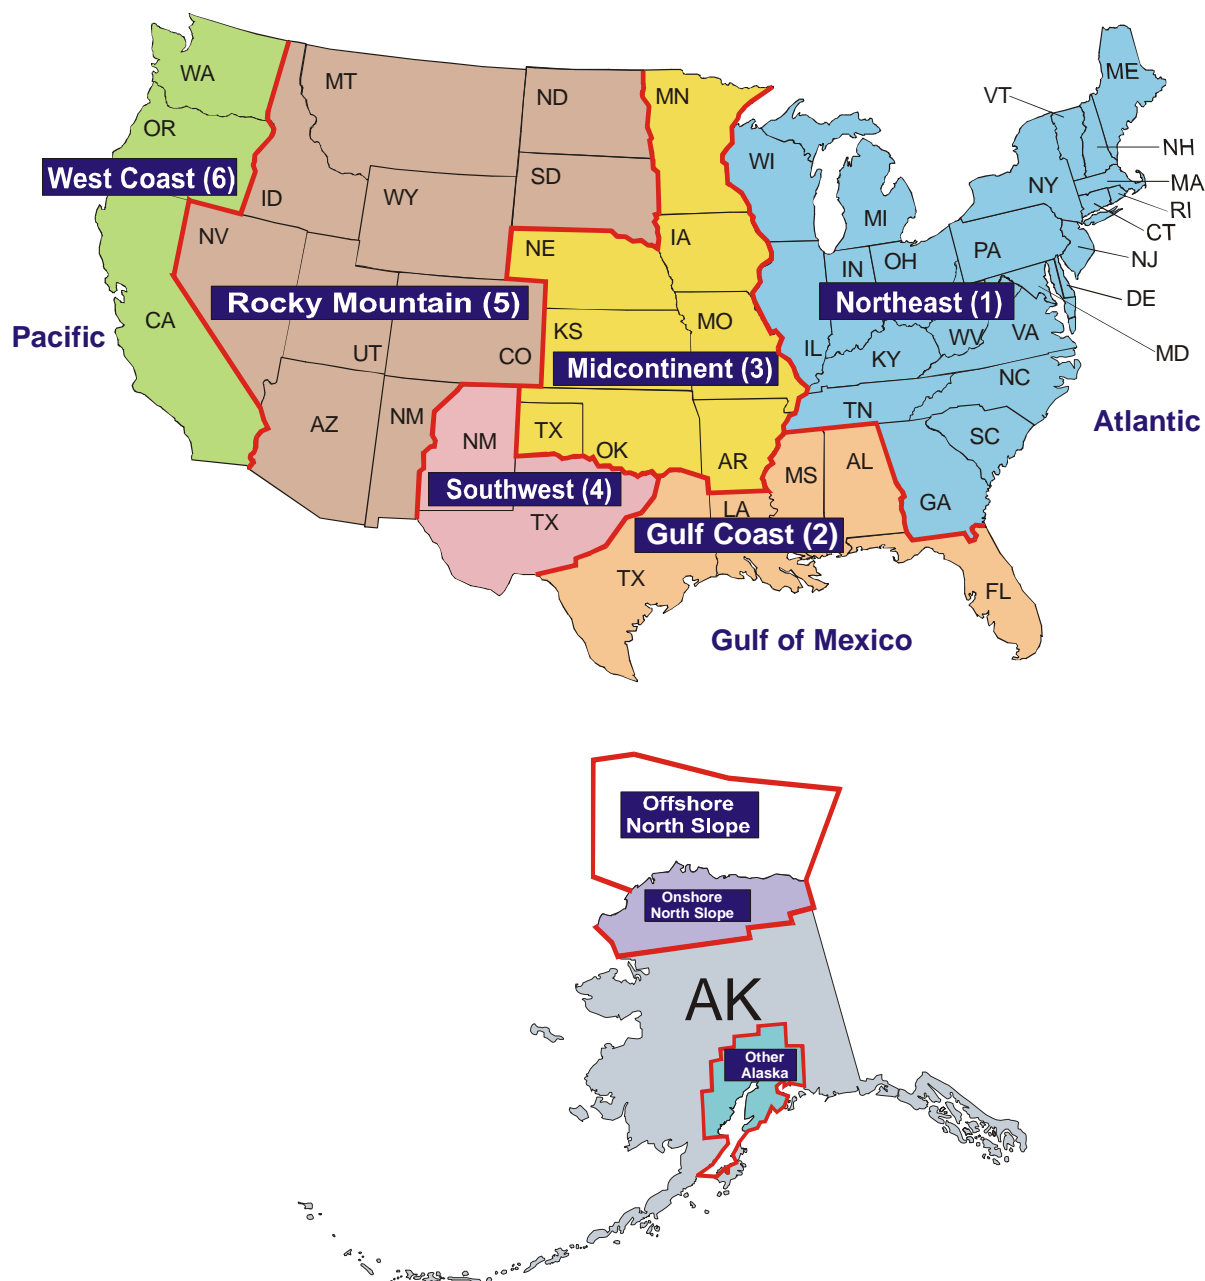 WA
MT
ND
MN
ME
VT
OR
NH
WI
West Coast (6)
SD
MA
ID
WY
NY
MI
RI
CT
NV
IA
NE
PA
OH
IN
NJ
Rocky Mountain (5)
Northeast (1)
DE
CA
MO
KS
Pacific
WV
VA
UT
CO
IL
KY
MD
Midcontinent (3)
NC
TN
AZ
NM
NM
TX
OK
AR
SC
Atlantic
MS
AL
Southwest (4)
GA
LA
TX
Gulf Coast (2)
TX
FL
Gulf of Mexico
Offshore
North Slope
Onshore
North Slope
AK
Other
Alaska